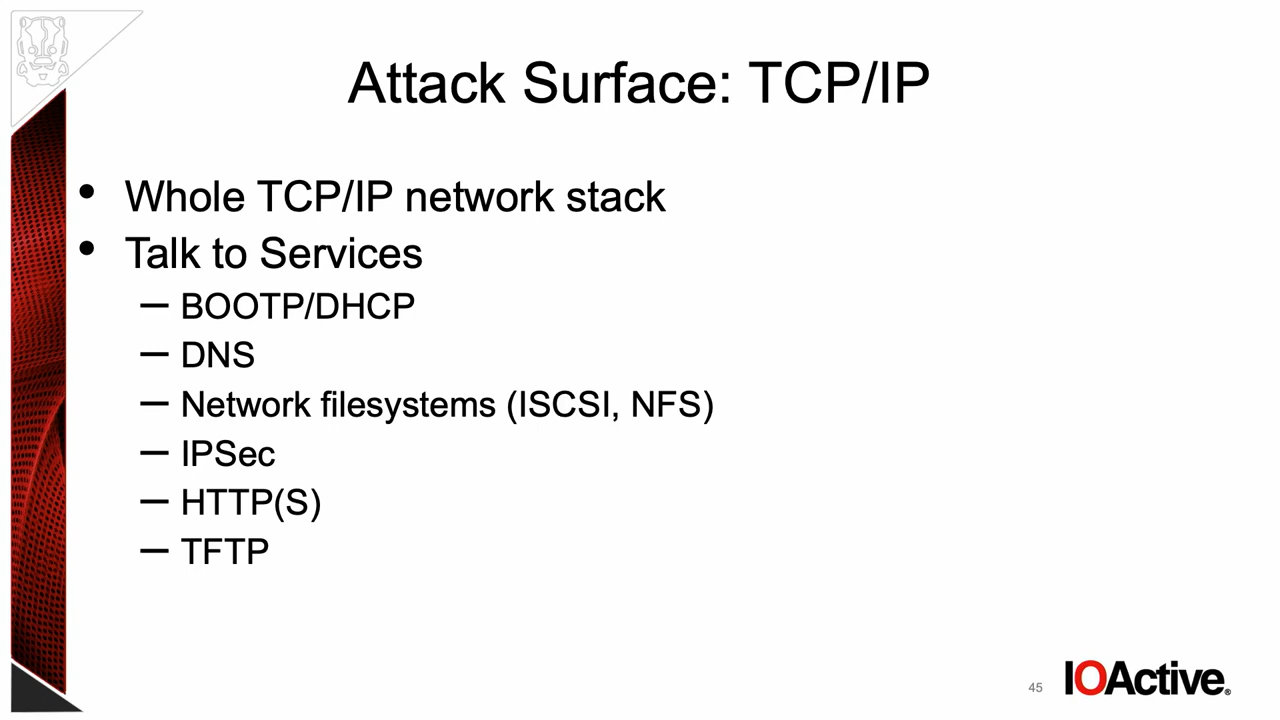 Attack Surface: TCP/IP
• Whole TCP/IP network stack
• Talk to Services
– BOOTP/DHCP
– DNS
– Network filesystems (ISCSI, NFS)
– IPSec
– HTTP(S)
– TFTP
45
IOActive®